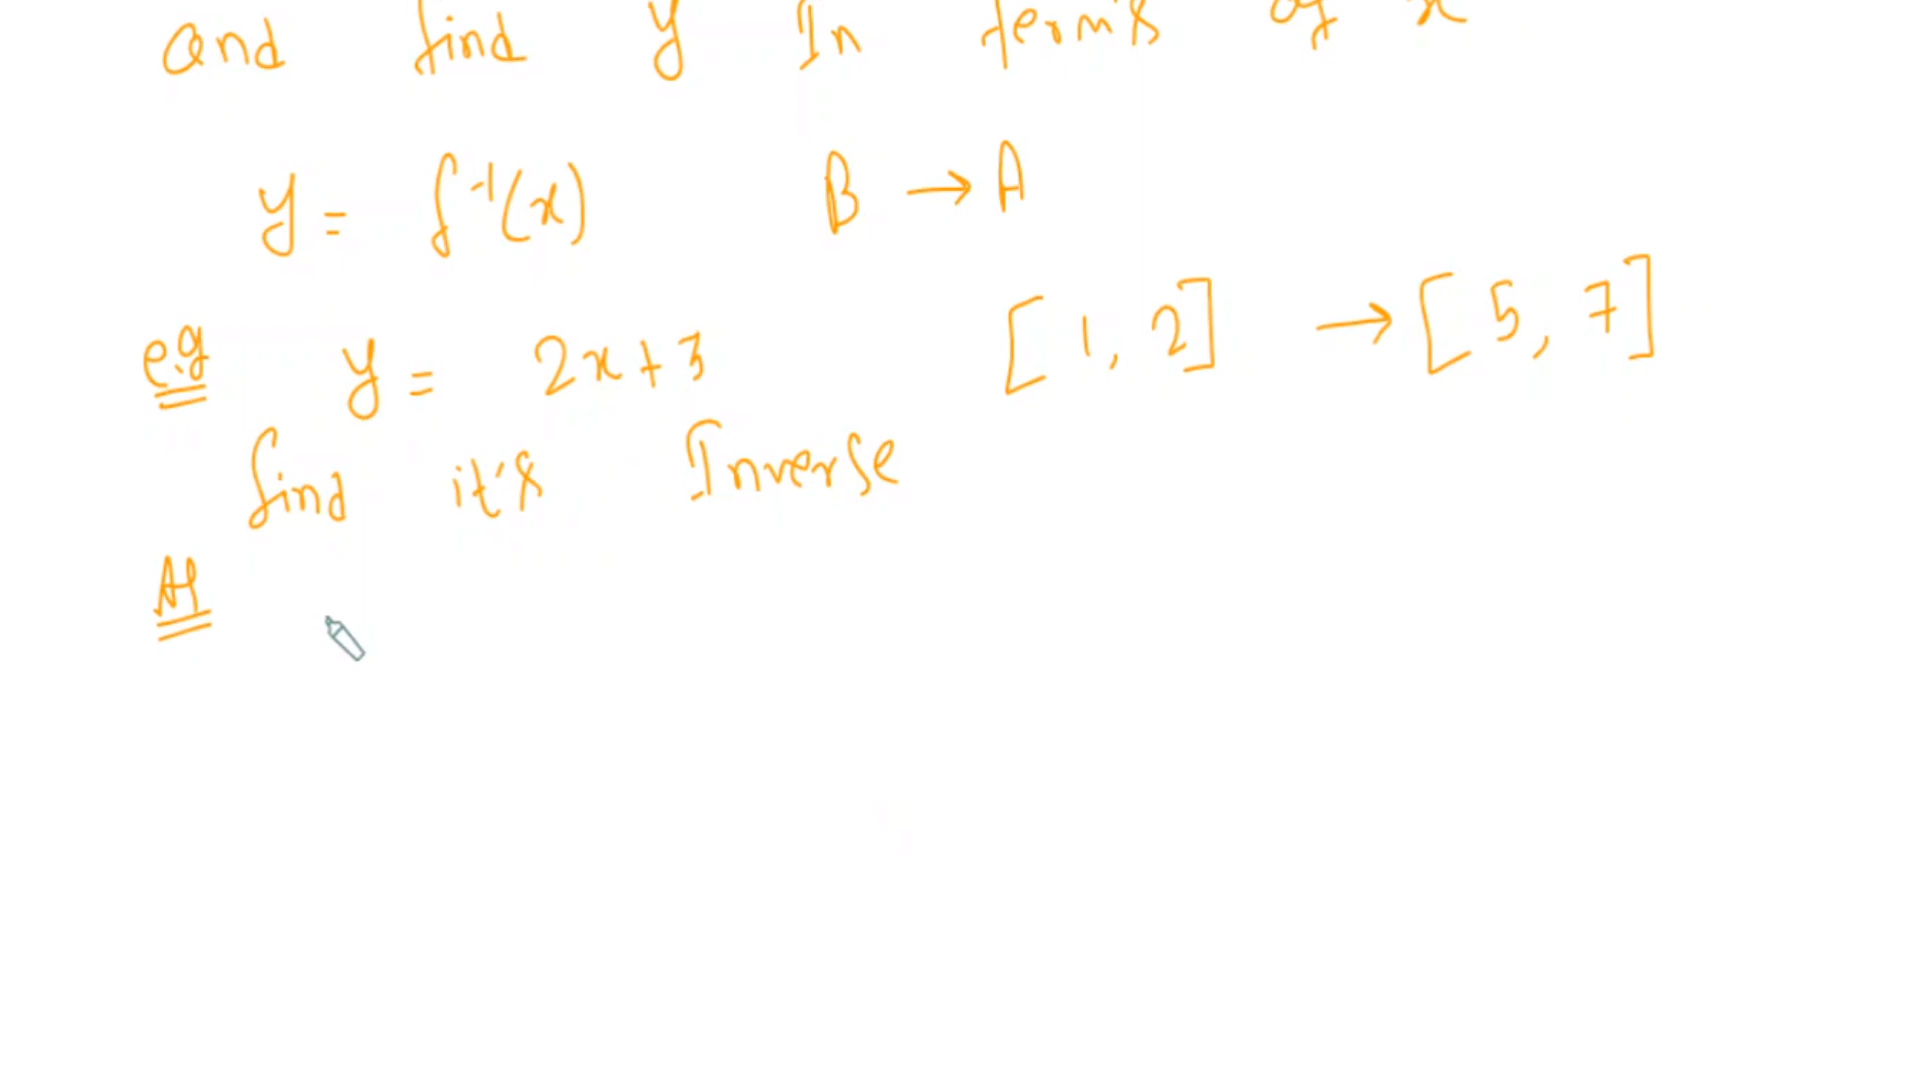 and find y In terms of x
y = f⁻¹(x) B → A
e.g y = 2x+3 [1, 2] → [5, 7]
find it's Inverse